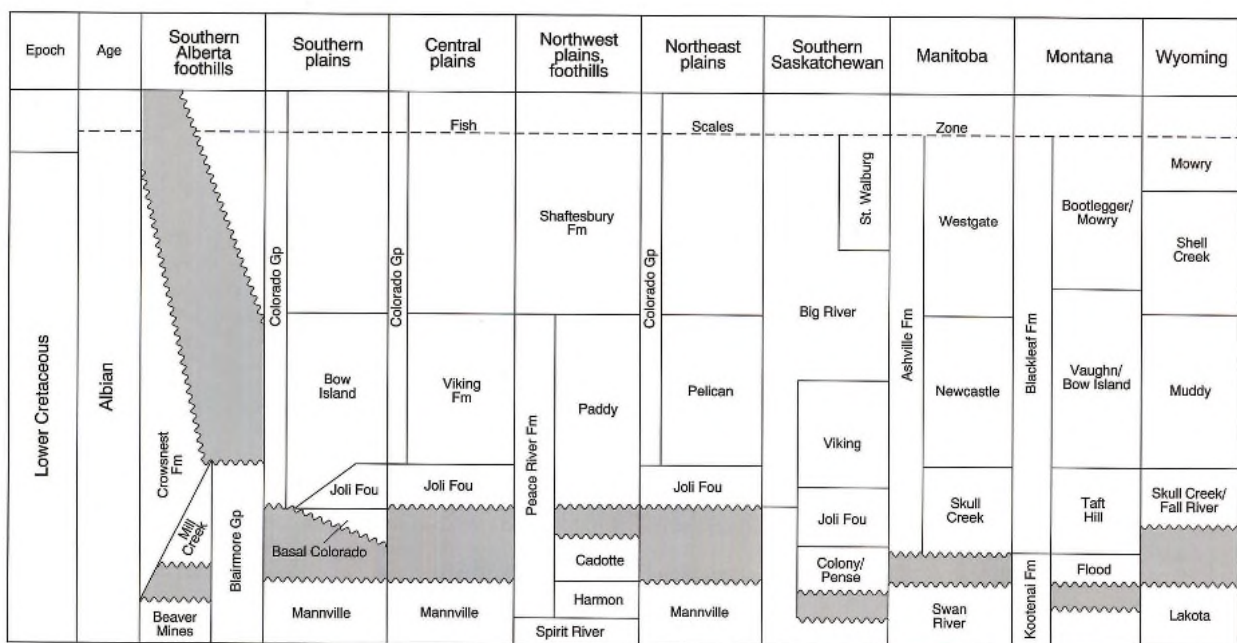 Epoch
Age
Southern
Alberta
foothills
Southern
plains
Central
plains
Northwest
plains,
foothills
Northeast
plains
Southern
Saskatchewan
Manitoba
Montana
Wyoming
Fish
Scales
Zone
Lower Cretaceous
Albian
Crowsnest
Fm
Mill Creek
Beaver
Mines
Blairmore Gp
Colorado Gp
Bow
Island
Joli Fou
Basal Colorado
Mannville
Colorado Gp
Viking
Fm
Joli Fou
Mannville
Shaftesbury
Fm
Peace River Fm
Paddy
Cadotte
Harmon
Spirit River
Colorado Gp
Pelican
Joli Fou
Mannville
St. Walburg
Big River
Viking
Joli Fou
Colony/
Pense
Ashville Fm
Westgate
Newcastle
Skull
Creek
Swan
River
Blackleaf Fm
Kootenai Fm
Bootlegger/
Mowry
Vaughn/
Bow Island
Taft
Hill
Flood
Mowry
Shell
Creek
Muddy
Skull Creek/
Fall River
Lakota